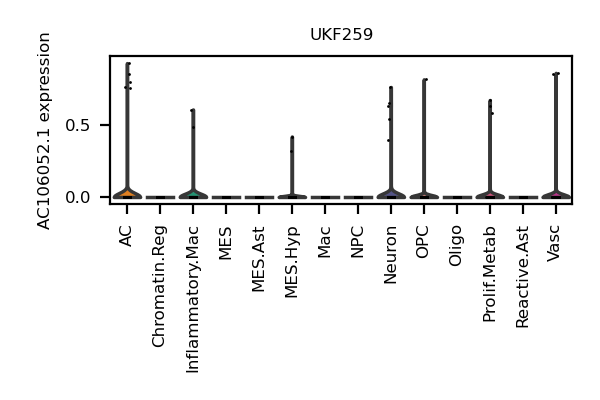 UKF259
AC106052.1 expression
0.5
0.0
AC
Chromatin.Reg
Inflammatory.Mac
MES
MES.Ast
MES.Hyp
Mac
NPC
Neuron
OPC
Oligo
Prolif.Metab
Reactive.Ast
Vasc